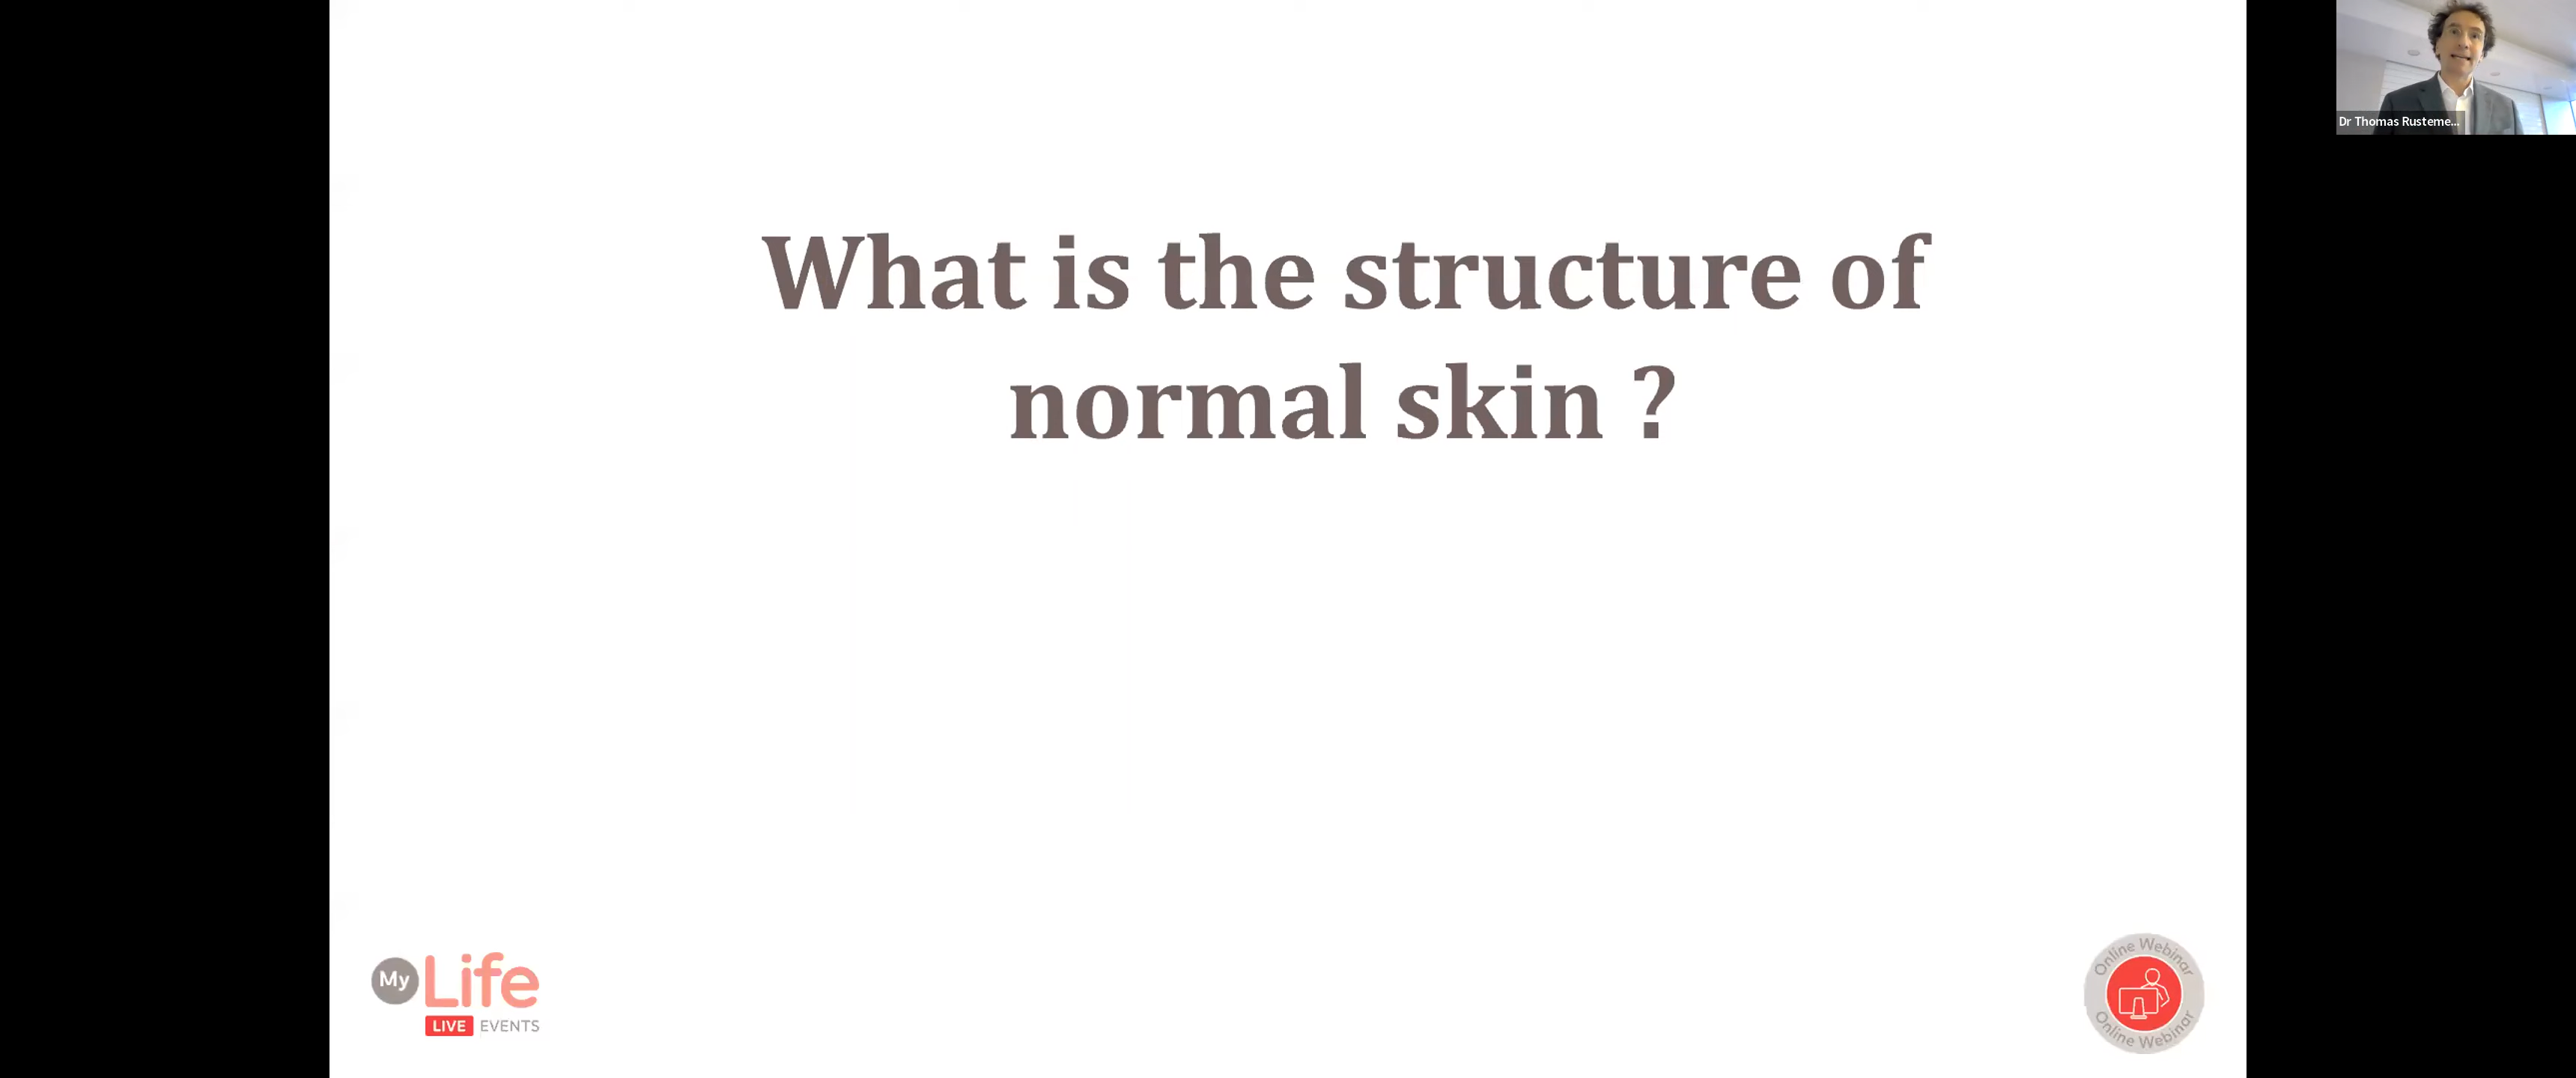 Dr Thomas Rusteme...
What is the structure of
normal skin ?
My Life
LIVE EVENTS
Online Webinar
Online Webinar